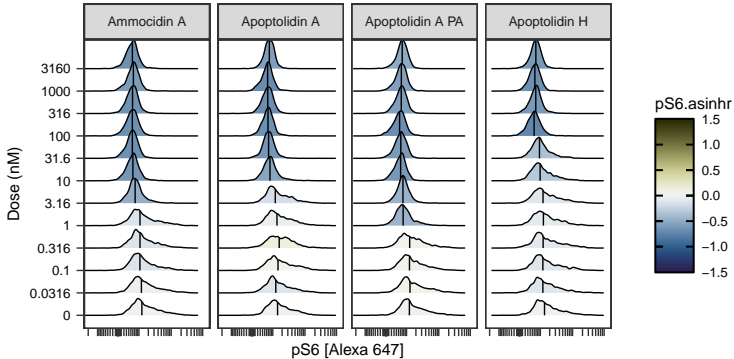 Ammocidin A
Apoptolidin A
Apoptolidin A PA
Apoptolidin H
Dose (nM)
3160
1000
316
100
31.6
10
3.16
1
0.316
0.1
0.0316
0
pS6 [Alexa 647]
pS6.asinhr
1.5
1.0
0.5
0.0
−0.5
−1.0
−1.5